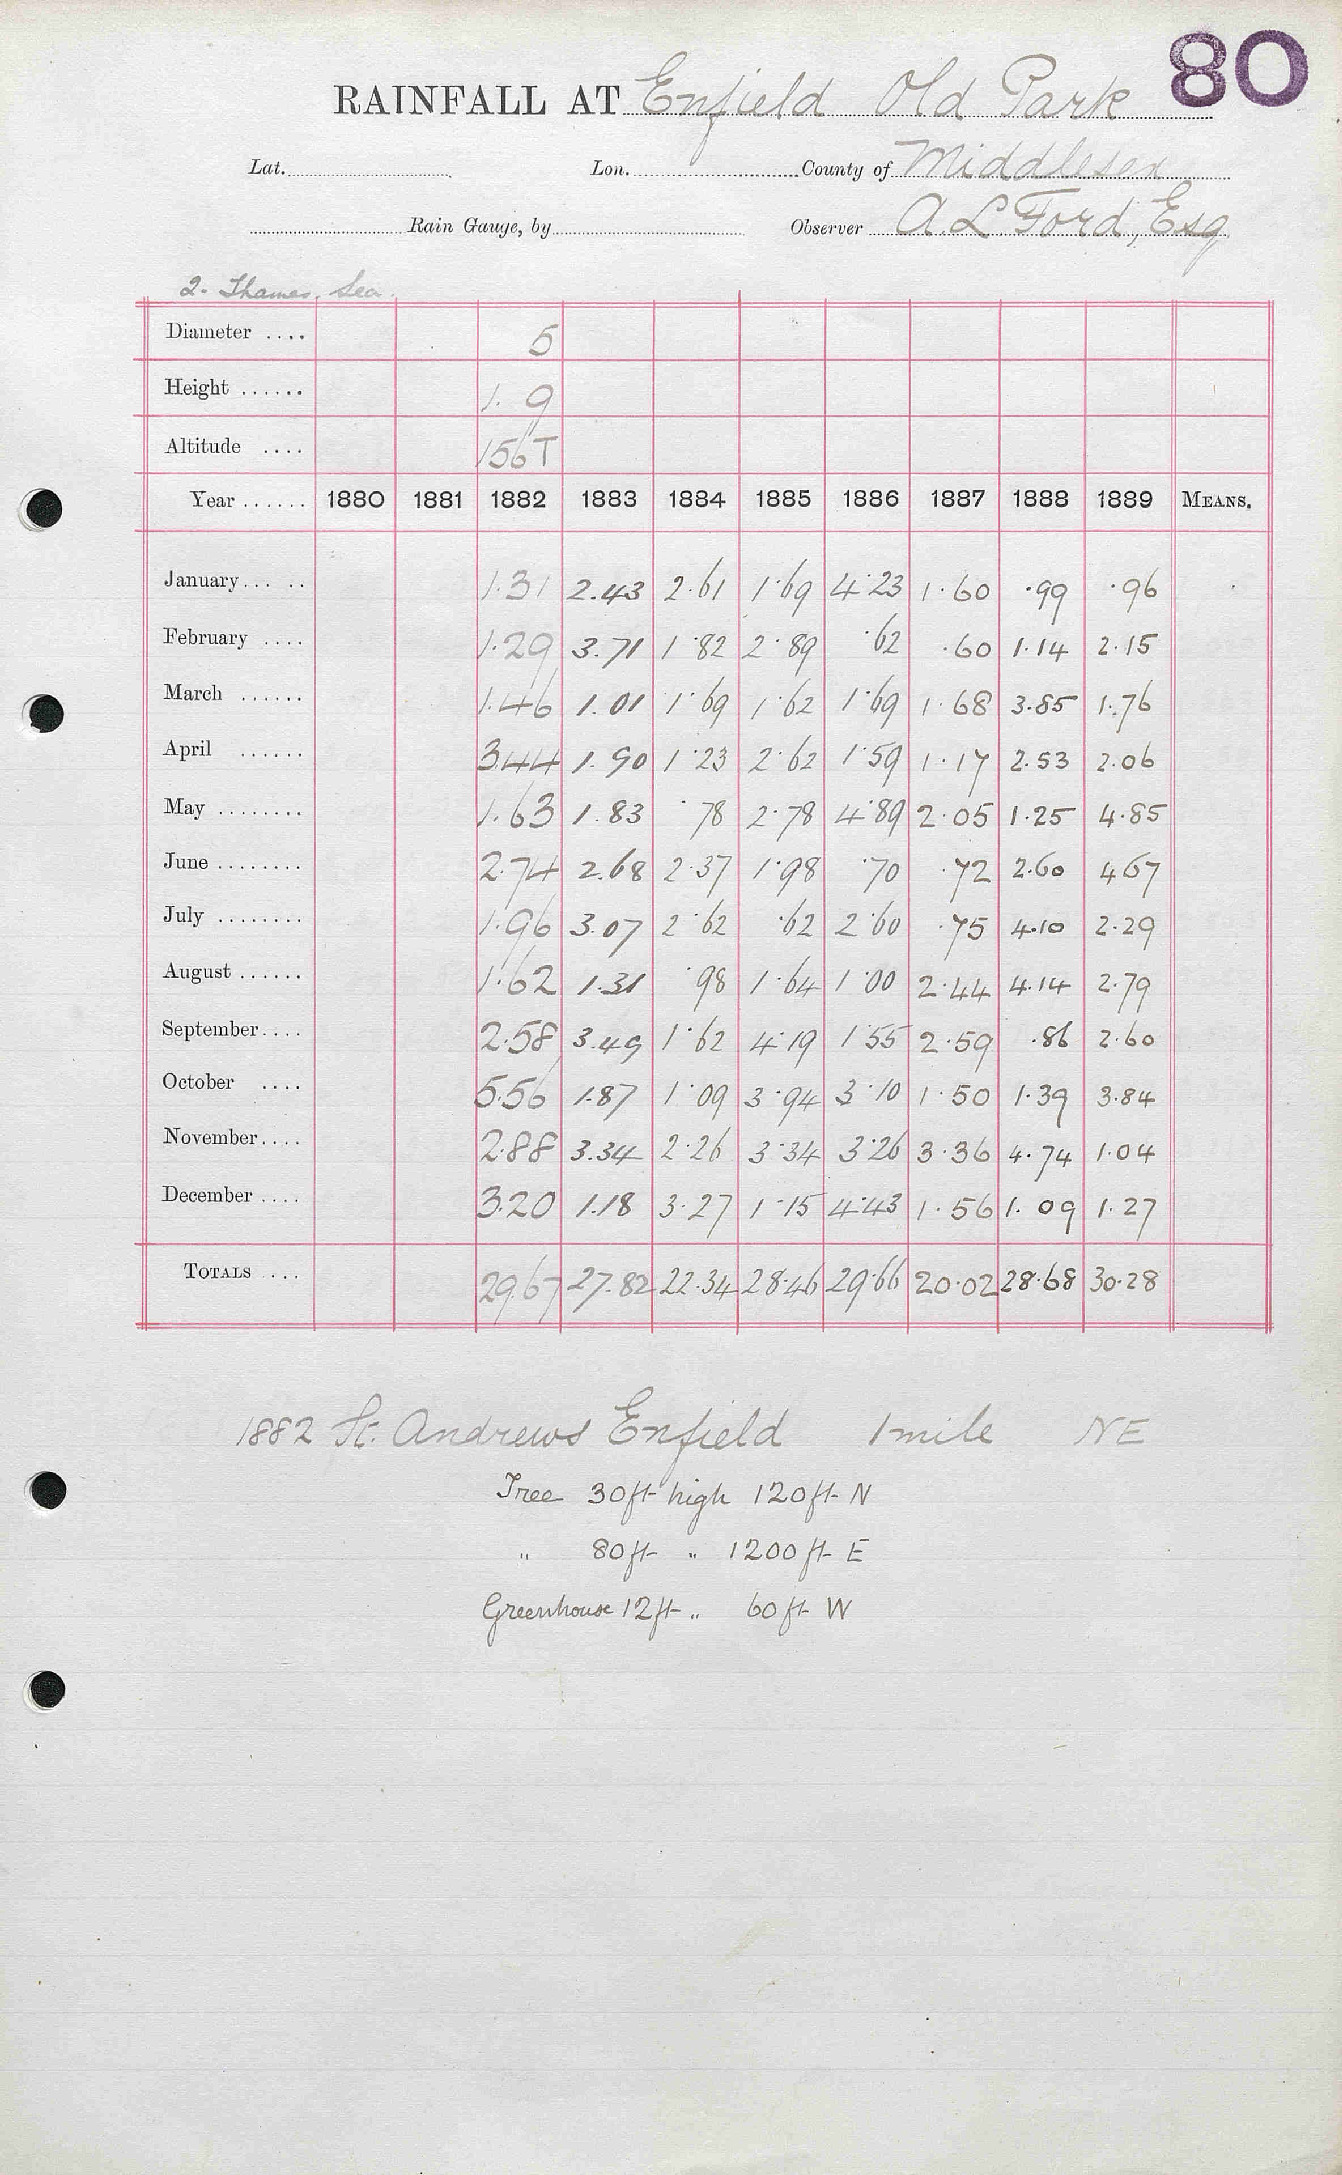 80
RAINFALL AT Enfield Old Park
Lat. Lon. County of Middlesex
Rain Gauge, by Observer A. L Ford, Esq
2. Thames, Sea.
Diameter .... 5
Height ...... 1. 9
Altitude .... 156 T
Year ...... 1880 1881 1882 1883 1884 1885 1886 1887 1888 1889 MEANS.
January... .. 1.31 2.43 2.61 1.69 4.23 1.60 .99 .96
February .... 1.29 3.71 1.82 2.89 .62 .60 1.14 2.15
March ...... 1.46 1.01 1.69 1.62 1.69 1.68 3.85 1.76
April ...... 3.44 1.90 1.23 2.62 1.59 1.17 2.53 2.06
May ........ 1.63 1.83 .78 2.78 4.89 2.05 1.25 4.85
June ........ 2.74 2.68 2.37 1.98 .70 .72 2.60 4 67
July ........ 1.96 3.07 2.62 .62 2.60 .75 4.10 2.29
August ...... 1.62 1.31 .98 1.64 1.00 2.44 4.14 2.79
September.... 2.58 3.49 1.62 4.19 1.55 2.59 .86 2.60
October .... 5.56 1.87 1.09 3.94 3.10 1.50 1.39 3.84
November.... 2.88 3.34 2.26 3.34 3.26 3.36 4.74 1.04
December .... 3.20 1.18 3.27 1.15 4.43 1.56 1.09 1.27
TOTALS .... 29.67 27.82 22.34 28.46 29.66 20.02 28.68 30.28
1882 St. Andrews Enfield 1 mile NE
Tree 30ft high 120ft N
" 80ft " 1200ft E
Greenhouse 12ft " 60ft W